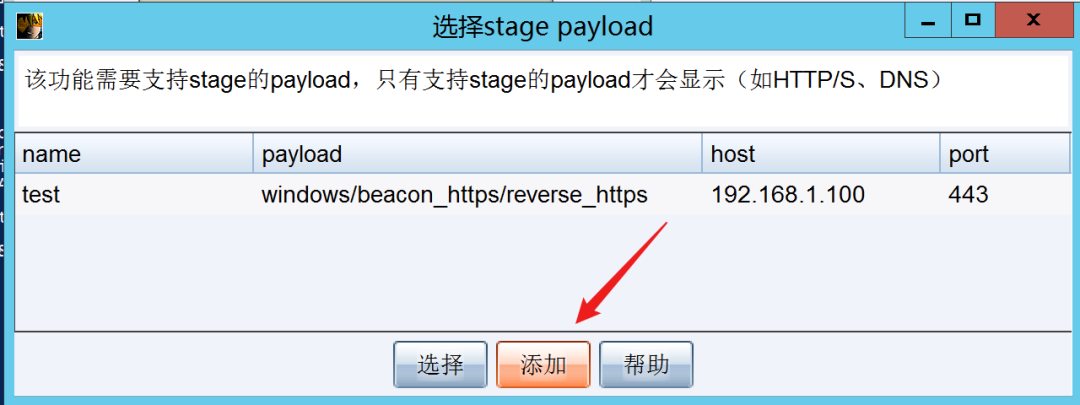 选择stage payload
该功能需要支持stage的payload，只有支持stage的payload才会显示（如HTTP/S、DNS）
name payload host port
test windows/beacon_https/reverse_https 192.168.1.100 443
选择 添加 帮助